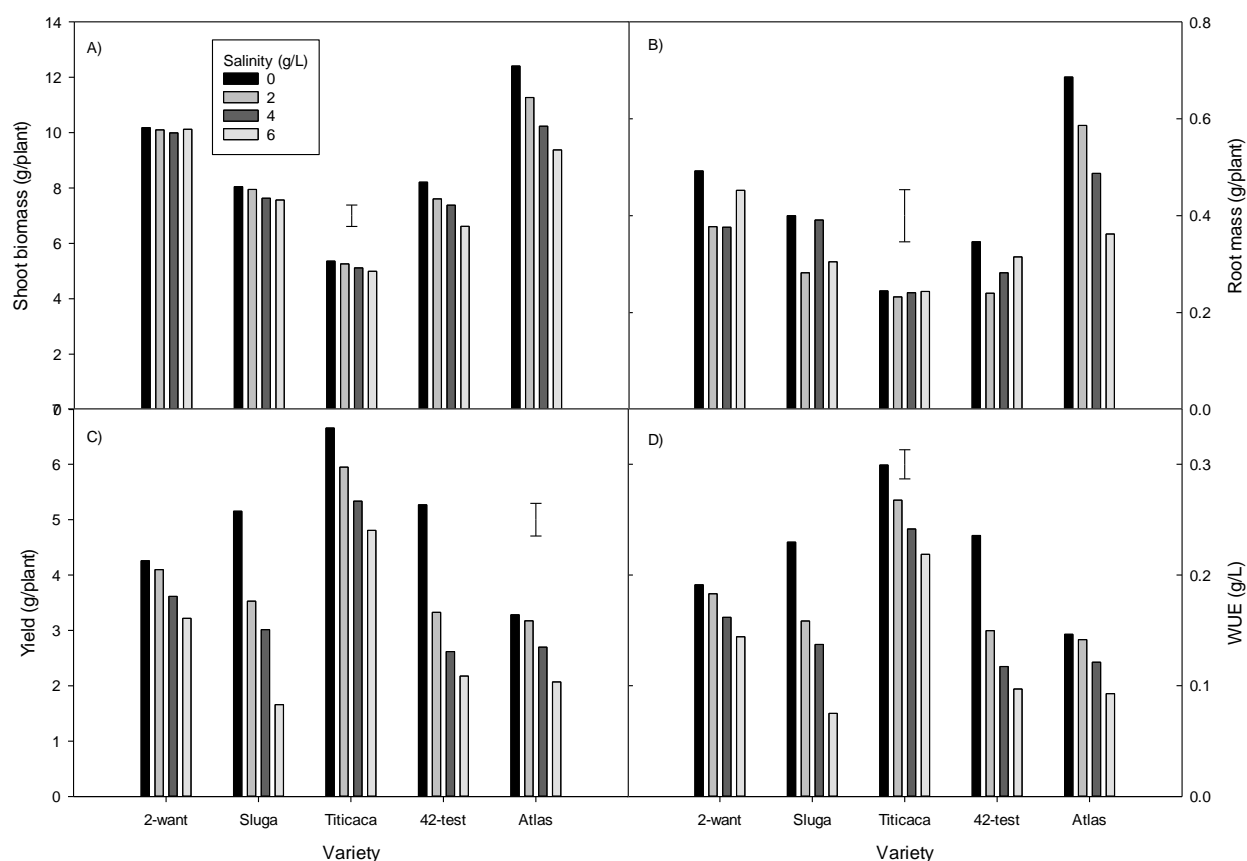 A)
Salinity (g/L)
0
2
4
6
Shoot biomass (g/plant)
14
12
10
8
6
4
2
0
B)
Root mass (g/plant)
0.8
0.6
0.4
0.2
0.0
C)
Yield (g/plant)
7
6
5
4
3
2
1
0
2-want Sluga Titicaca 42-test Atlas
Variety
D)
WUE (g/L)
0.3
0.2
0.1
0.0
2-want Sluga Titicaca 42-test Atlas
Variety